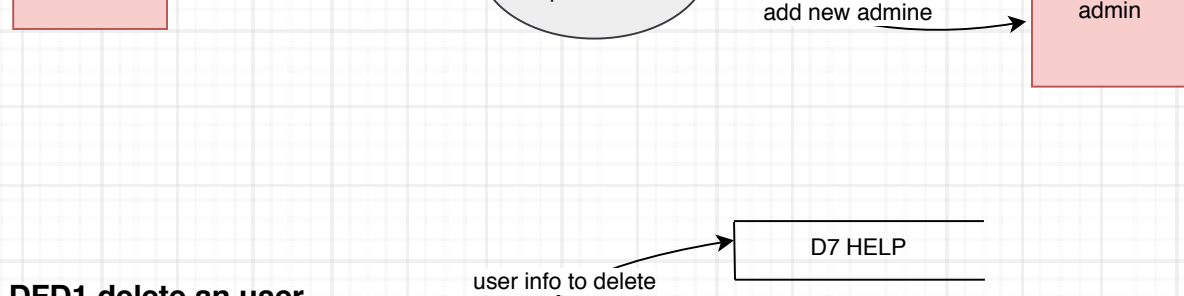 add new admine
admin
D7 HELP
user info to delete
DFD1 delete an user